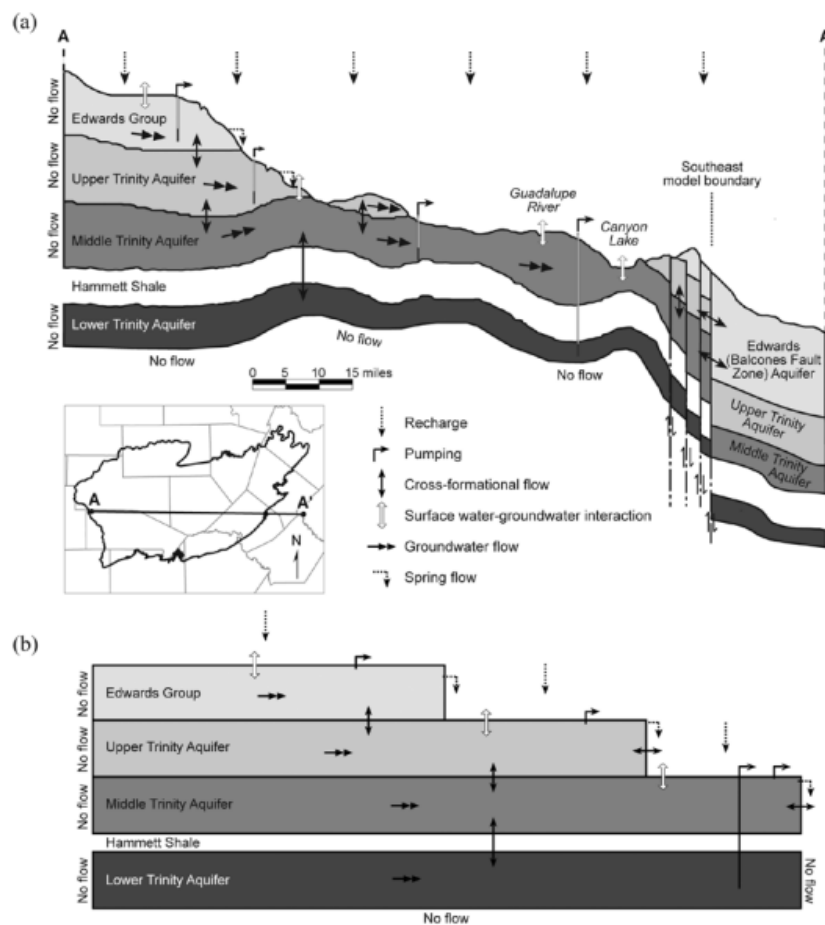 (a)
A
A
No flow
Edwards Group
No flow
Upper Trinity Aquifer
No flow
Middle Trinity Aquifer
Hammett Shale
No flow
Lower Trinity Aquifer
No flow
No flow
No flow
Guadalupe
River
Canyon
Lake
Southeast
model boundary
Edwards
(Balcones Fault
Zone) Aquifer
Upper Trinity
Aquifer
Middle Trinity
Aquifer
0 5 10 15 miles
A
A'
N
Recharge
Pumping
Cross-formational flow
Surface water-groundwater interaction
Groundwater flow
Spring flow
(b)
No flow
Edwards Group
No flow
Upper Trinity Aquifer
No flow
Middle Trinity Aquifer
Hammett Shale
No flow
Lower Trinity Aquifer
No flow
No flow